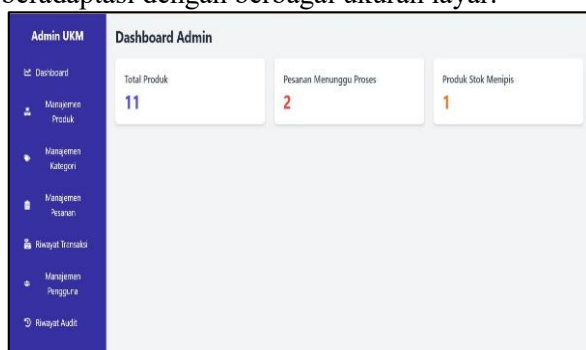 beradaptasi dengan berbagai ukuran layar.
Admin UKM
Dashboard
Manajemen
Produk
Manajemen
Kategori
Manajemen
Pesanan
Riwayat Transaksi
Manajemen
Pengguna
Riwayat Audit
Dashboard Admin
Total Produk
11
Pesanan Menunggu Proses
2
Produk Stok Menipis
1